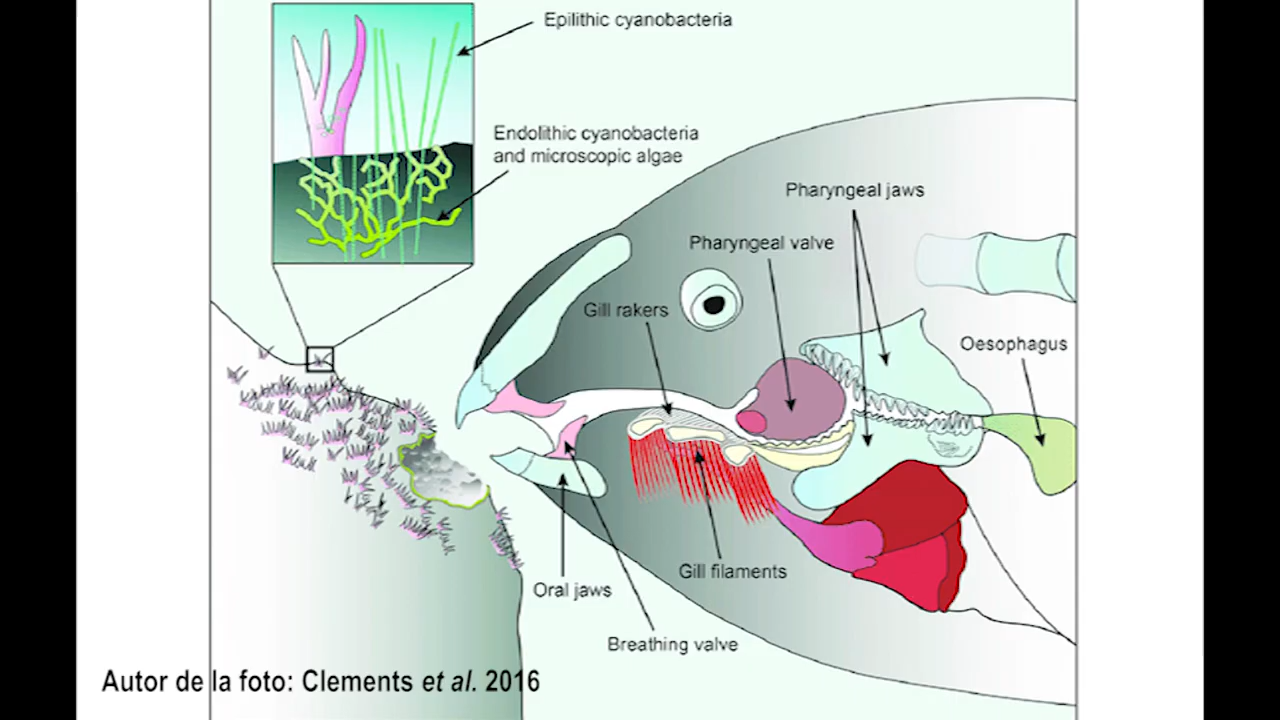 Epilithic cyanobacteria
Endolithic cyanobacteria
and microscopic algae
Pharyngeal jaws
Pharyngeal valve
Gill rakers
Oesophagus
Gill filaments
Oral jaws
Breathing valve
Autor de la foto: Clements et al. 2016